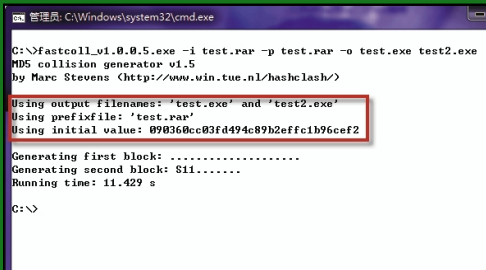 管理员: C:\Windows\system32\cmd.exe
C:\>fastcoll_v1.0.0.5.exe -i test.rar -p test.rar -o test.exe test2.exe
MD5 collision generator v1.5
by Marc Stevens (http://www.win.tue.nl/hashclash/)
Using output filenames: 'test.exe' and 'test2.exe'
Using prefixfile: 'test.rar'
Using initial value: 090360cc03fd494c89b2effc1b96cef2
Generating first block: ...................
Generating second block: S11.......
Running time: 11.429 s
C:\>